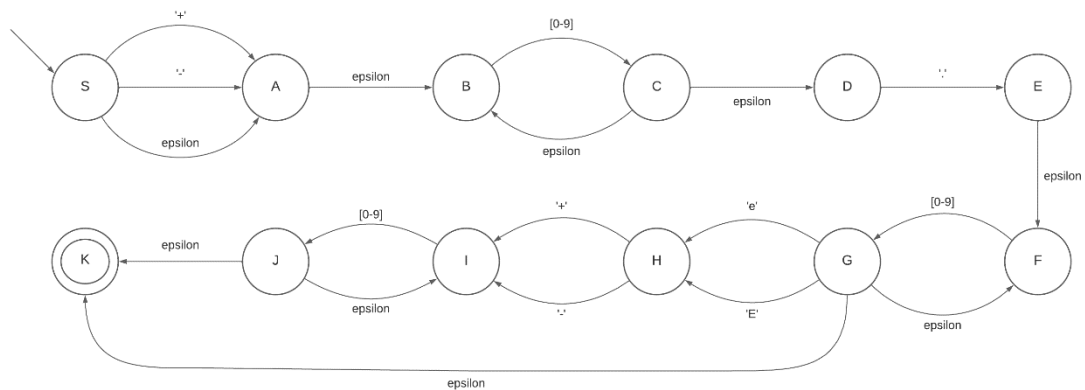 '+'
[0-9]
S
'-'
A
epsilon
B
C
epsilon
D
'.'
E
epsilon
epsilon
epsilon
[0-9]
'+'
'e'
[0-9]
K
epsilon
J
I
H
G
F
epsilon
'-'
'E'
epsilon
epsilon